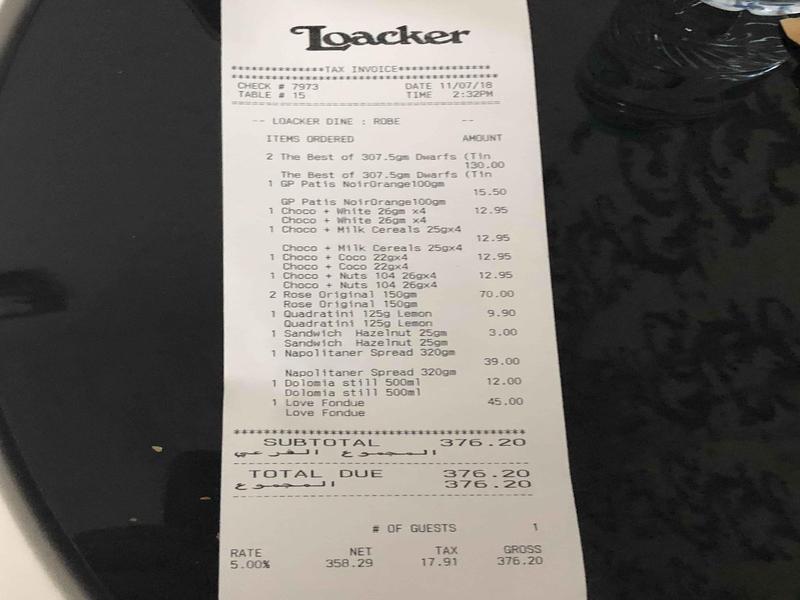 Loacker
**************TAX INVOICE**************
******************************************
CHECK # 7973 DATE 11/07/18
TABLE # 15 TIME 2:32PM
==========================================
-- LOACKER DINE : ROBE --
ITEMS ORDERED AMOUNT
2 The Best of 307.5gm Dwarfs (Tin
130.00
The Best of 307.5gm Dwarfs (Tin
1 GP Patis NoirOrange100gm
15.50
GP Patis NoirOrange100gm
1 Choco + White 26gm x4 12.95
Choco + White 26gm x4
1 Choco + Milk Cereals 25gx4
12.95
Choco + Milk Cereals 25gx4
1 Choco + Coco 22gx4 12.95
Choco + Coco 22gx4
1 Choco + Nuts 104 26gx4 12.95
Choco + Nuts 104 26gx4
2 Rose Original 150gm 70.00
Rose Original 150gm
1 Quadratini 125g Lemon 9.90
Quadratini 125g Lemon
1 Sandwich Hazelnut 25gm 3.00
Sandwich Hazelnut 25gm
1 Napolitaner Spread 320gm
39.00
Napolitaner Spread 320gm
1 Dolomia still 500ml 12.00
Dolomia still 500ml
1 Love Fondue 45.00
Love Fondue
******************************************
SUBTOTAL 376.20
المجموع الفرعي
------------------------------------------
TOTAL DUE 376.20
المجموع 376.20
------------------------------------------
# OF GUESTS 1
RATE NET TAX GROSS
5.00% 358.29 17.91 376.20